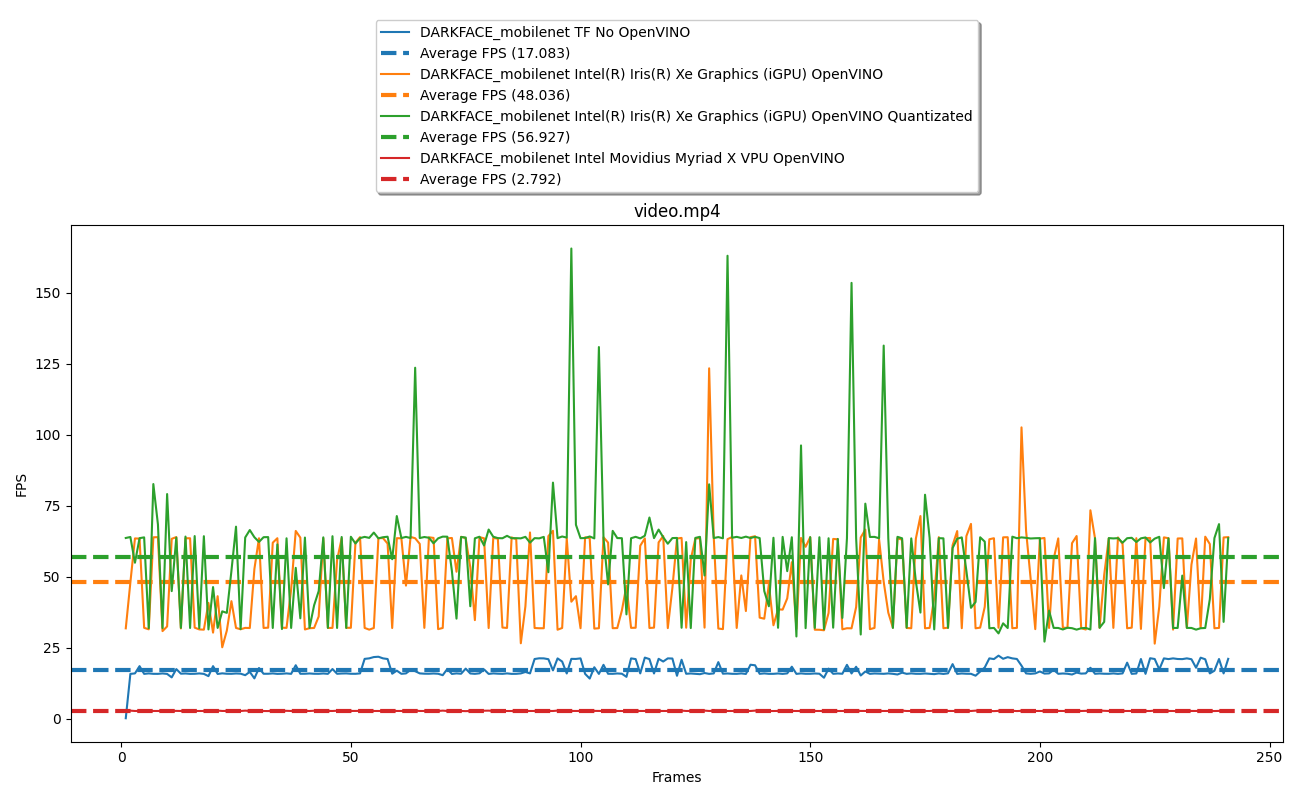 DARKFACE_mobilenet TF No OpenVINO
Average FPS (17.083)
DARKFACE_mobilenet Intel(R) Iris(R) Xe Graphics (iGPU) OpenVINO
Average FPS (48.036)
DARKFACE_mobilenet Intel(R) Iris(R) Xe Graphics (iGPU) OpenVINO Quantizated
Average FPS (56.927)
DARKFACE_mobilenet Intel Movidius Myriad X VPU OpenVINO
Average FPS (2.792)
video.mp4
150
125
100
75
50
25
0
FPS
0 50 100 150 200 250
Frames